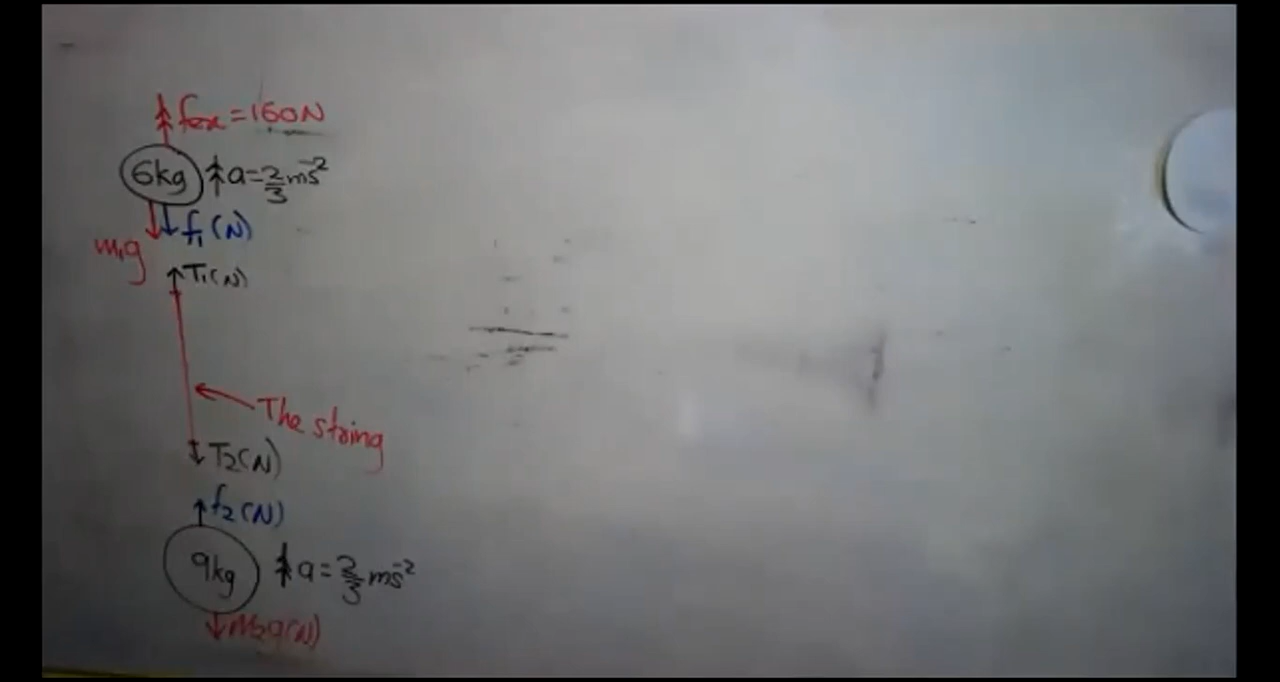 fex = 160N
6kg a = 2/3 ms⁻²
m₁g f₁(N)
T₁(N)
The string
T₂(N)
f₂(N)
9kg a = 2/3 ms⁻²
m₂g(N)